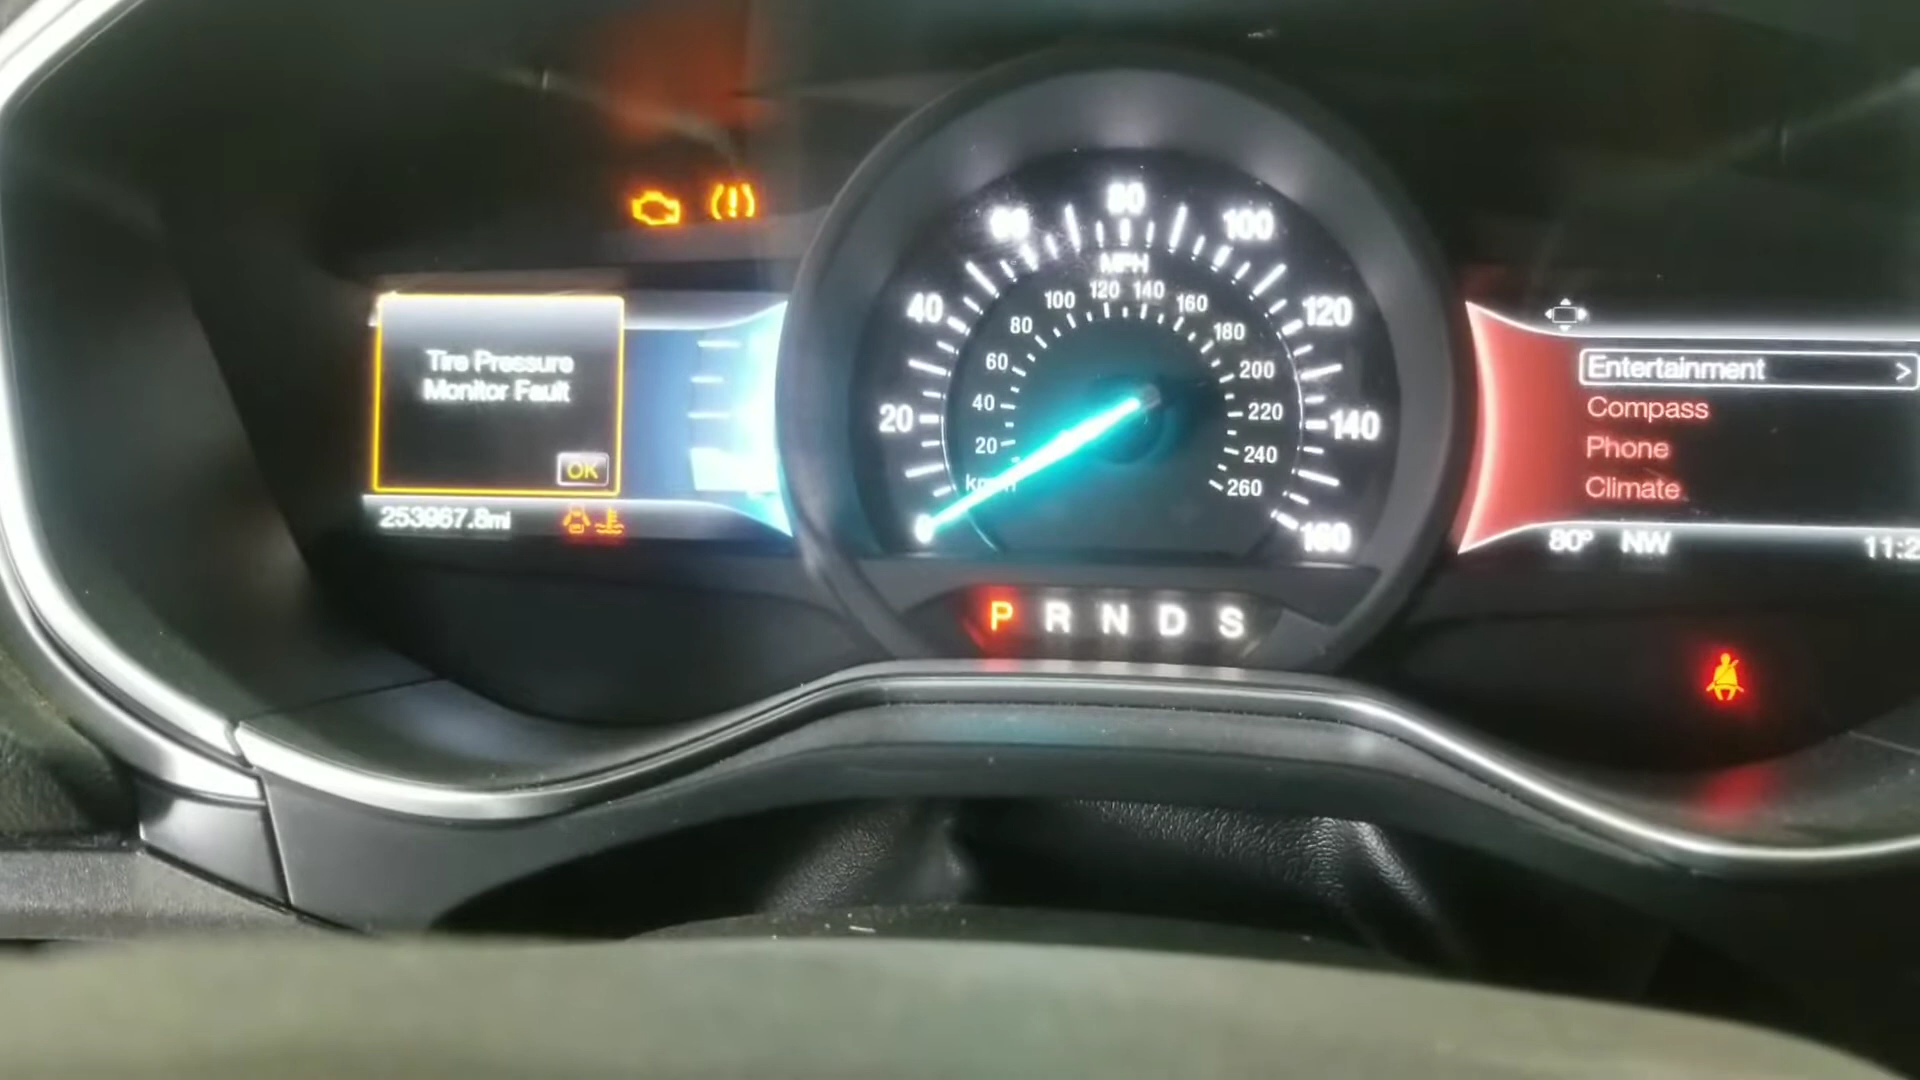 Tire Pressure
Monitor Fault
OK
253967.8mi
0
20
40
60
80
100
120
140
160
MPH
km/h
20
40
60
80
100
120
140
160
180
200
220
240
260
P R N D S
Entertainment >
Compass
Phone
Climate
80° NW